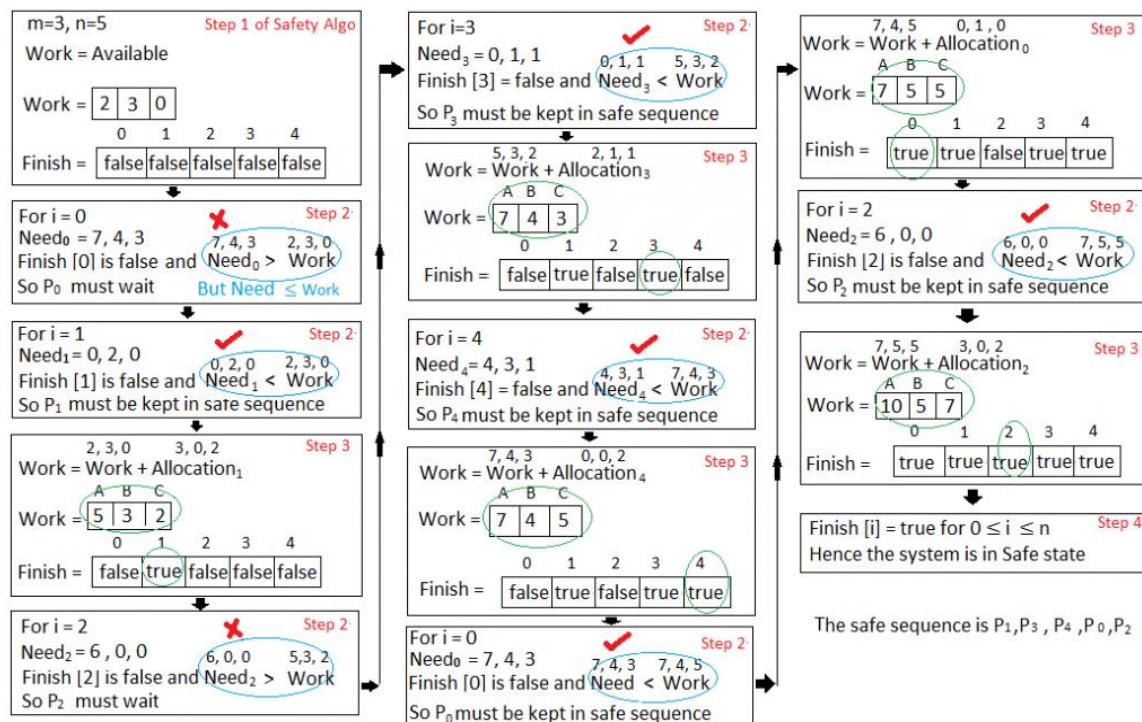 m=3, n=5
Step 1 of Safety Algo
Work = Available
Work = 2 3 0
0 1 2 3 4
Finish = false false false false false
For i = 0
Step 2
Need₀ = 7, 4, 3
7, 4, 3 2, 3, 0
Finish [0] is false and Need₀ > Work
So P₀ must wait
But Need ≤ Work
For i = 1
Step 2
Need₁ = 0, 2, 0
0, 2, 0 2, 3, 0
Finish [1] is false and Need₁ < Work
So P₁ must be kept in safe sequence
2, 3, 0 3, 0, 2
Step 3
Work = Work + Allocation₁
A B C
Work = 5 3 2
0 1 2 3 4
Finish = false true false false false
For i = 2
Step 2
Need₂ = 6 , 0, 0
6, 0, 0 5,3, 2
Finish [2] is false and Need₂ > Work
So P₂ must wait
For i=3
Step 2
Need₃ = 0, 1, 1
0, 1, 1 5, 3, 2
Finish [3] = false and Need₃ < Work
So P₃ must be kept in safe sequence
5, 3, 2 2, 1, 1
Step 3
Work = Work + Allocation₃
A B C
Work = 7 4 3
0 1 2 3 4
Finish = false true false true false
For i = 4
Step 2
Need₄= 4, 3, 1
4, 3, 1 7, 4, 3
Finish [4] = false and Need₄ < Work
So P₄ must be kept in safe sequence
7, 4, 3 0, 0, 2
Step 3
Work = Work + Allocation₄
A B C
Work = 7 4 5
0 1 2 3 4
Finish = false true false true true
For i = 0
Step 2
Need₀ = 7, 4, 3
7, 4, 3 7, 4, 5
Finish [0] is false and Need < Work
So P₀ must be kept in safe sequence
7, 4, 5 0, 1 , 0
Step 3
Work = Work + Allocation₀
A B C
Work = 7 5 5
0 1 2 3 4
Finish = true true false true true
For i = 2
Step 2
Need₂ = 6 , 0, 0
6, 0, 0 7, 5, 5
Finish [2] is false and Need₂ < Work
So P₂ must be kept in safe sequence
7, 5, 5 3, 0, 2
Step 3
Work = Work + Allocation₂
A B C
Work = 10 5 7
0 1 2 3 4
Finish = true true true true true
Finish [i] = true for 0 ≤ i ≤ n
Step 4
Hence the system is in Safe state
The safe sequence is P₁,P₃ , P₄ ,P₀,P₂